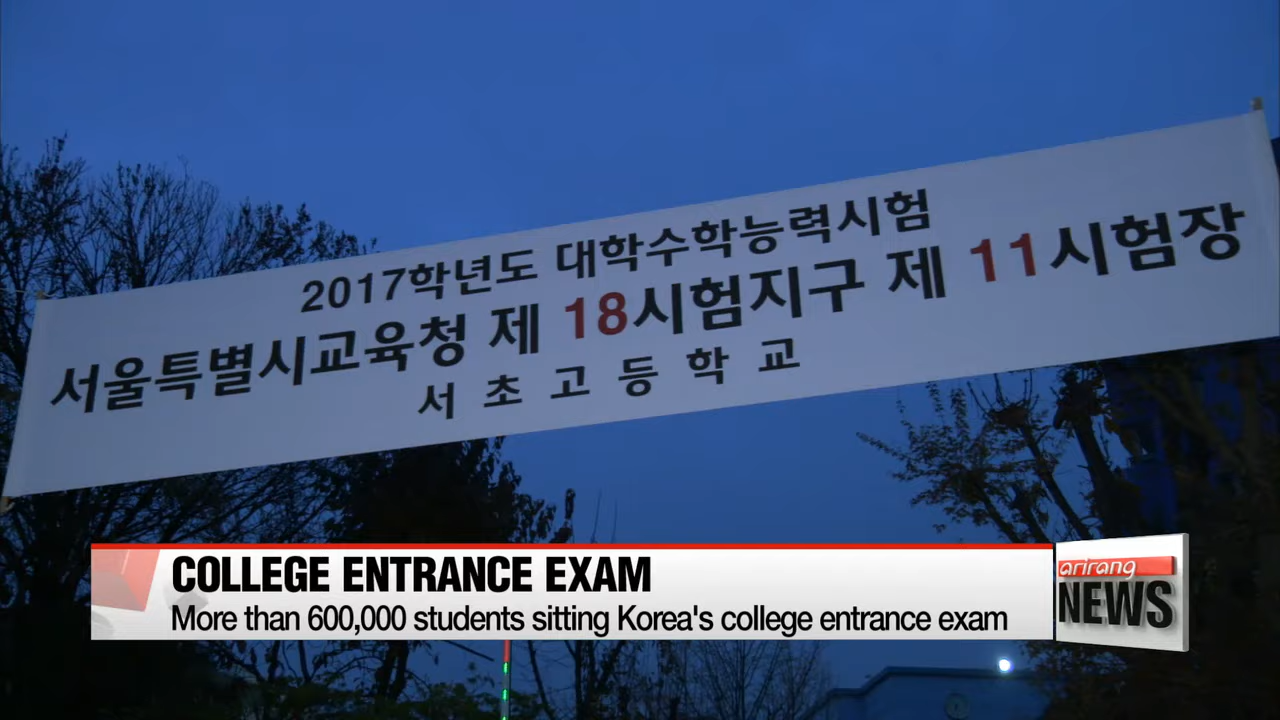 2017학년도 대학수학능력시험
서울특별시교육청 제 18시험지구 제 11시험장
서 초 고 등 학 교
COLLEGE ENTRANCE EXAM
More than 600,000 students sitting Korea's college entrance exam
arirang
NEWS